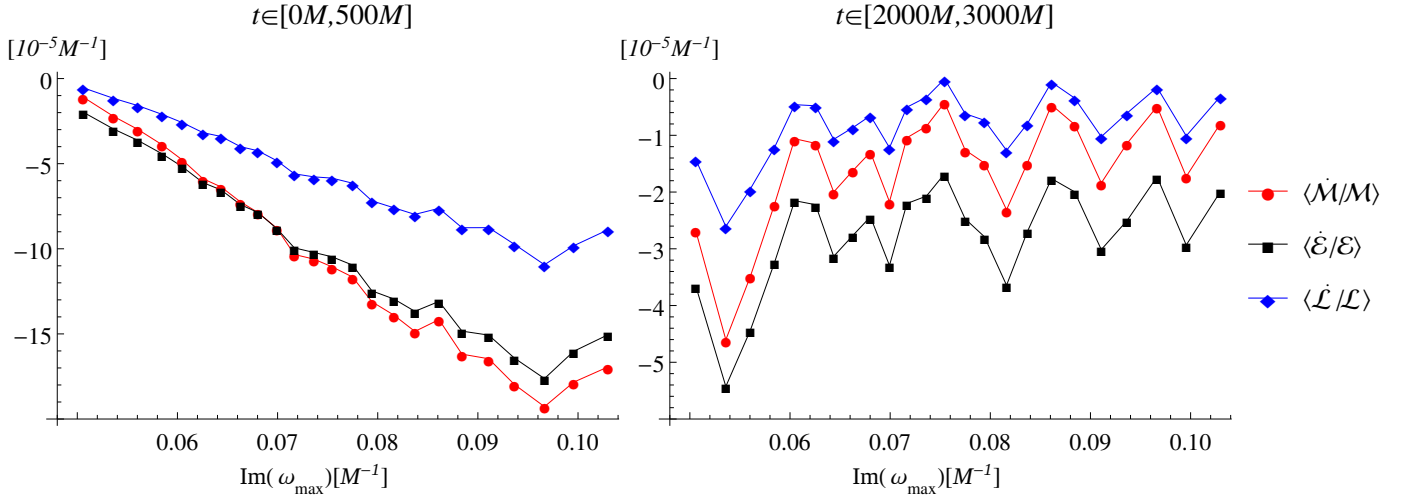 t∈[0M,500M]
[10⁻⁵M⁻¹]
0
−5
−10
−15
0.06 0.07 0.08 0.09 0.10
Im(ω_max)[M⁻¹]
t∈[2000M,3000M]
[10⁻⁵M⁻¹]
0
−1
−2
−3
−4
−5
0.06 0.07 0.08 0.09 0.10
Im(ω_max)[M⁻¹]
⟨ℳ̇/ℳ⟩
⟨ℰ̇/ℰ⟩
⟨ℒ̇/ℒ⟩